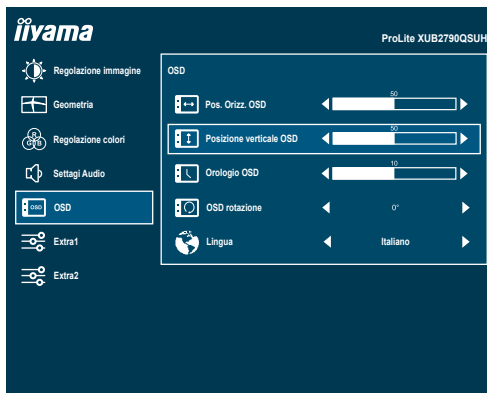 iiyama
ProLite XUB2790QSUH
Regolazione immagine
Geometria
Regolazione colori
Settagi Audio
OSD
Extra1
Extra2
OSD
Pos. Orizz. OSD
50
Posizione verticale OSD
50
Orologio OSD
10
OSD rotazione
0°
Lingua
Italiano
R
G B
OSD